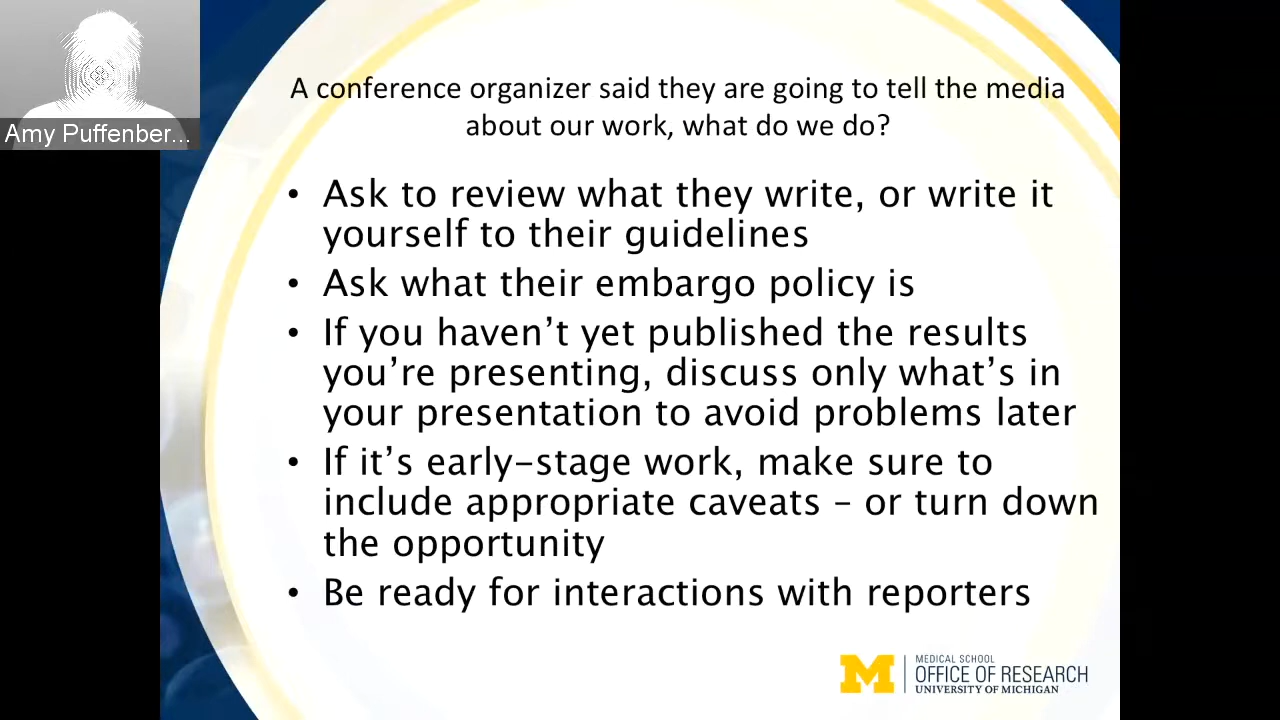 Amy Puffenber...
A conference organizer said they are going to tell the media
about our work, what do we do?
• Ask to review what they write, or write it
yourself to their guidelines
• Ask what their embargo policy is
• If you haven’t yet published the results
you’re presenting, discuss only what’s in
your presentation to avoid problems later
• If it’s early-stage work, make sure to
include appropriate caveats – or turn down
the opportunity
• Be ready for interactions with reporters
M
MEDICAL SCHOOL
OFFICE OF RESEARCH
UNIVERSITY OF MICHIGAN